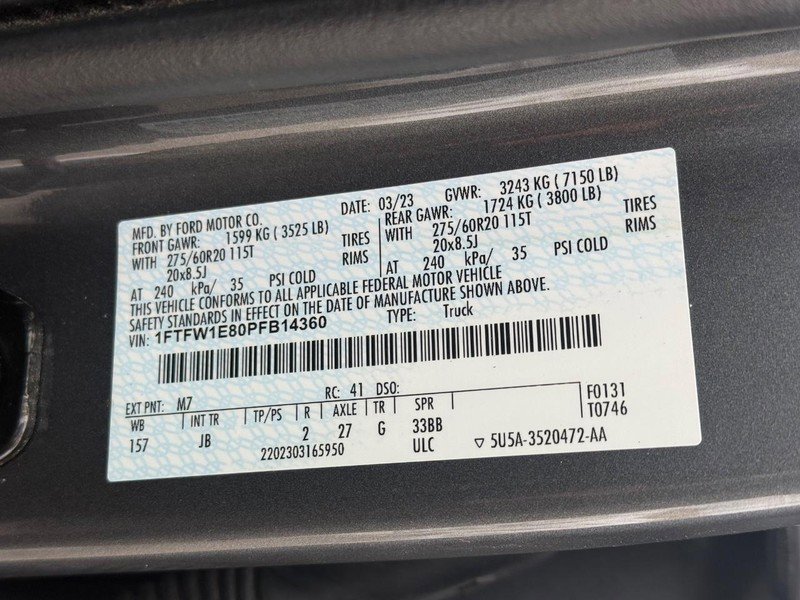 MFD. BY FORD MOTOR CO. DATE: 03/23 GVWR: 3243 KG ( 7150 LB)
FRONT GAWR: 1599 KG ( 3525 LB)
WITH 275/60R20 115T TIRES
20x8.5J RIMS
AT 240 kPa/ 35 PSI COLD
REAR GAWR: 1724 KG ( 3800 LB)
WITH 275/60R20 115T TIRES
20x8.5J RIMS
AT 240 kPa/ 35 PSI COLD
THIS VEHICLE CONFORMS TO ALL APPLICABLE FEDERAL MOTOR VEHICLE
SAFETY STANDARDS IN EFFECT ON THE DATE OF MANUFACTURE SHOWN ABOVE.
VIN: 1FTFW1E80PFB14360 TYPE: Truck
EXT PNT: M7 RC: 41 DSO: F0131
WB INT TR TP/PS R AXLE TR SPR T0746
157 JB 2 27 G 33BB
2202303165950 ULC ▽ 5U5A-3520472-AA